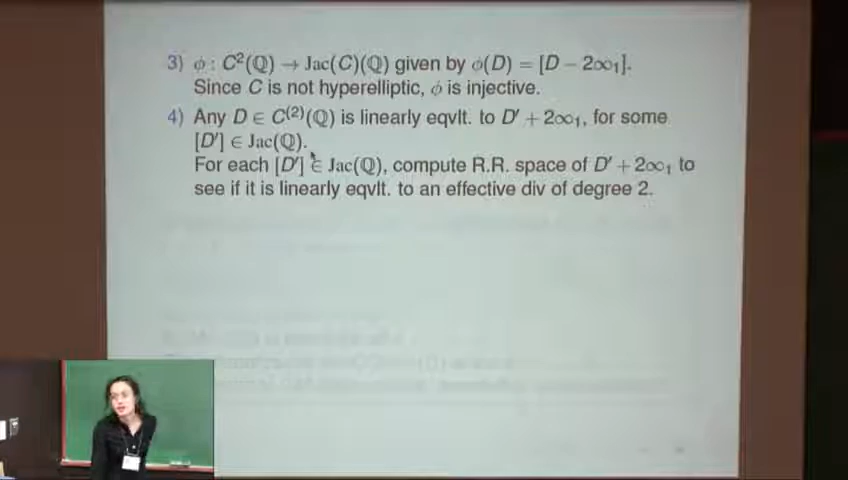 3) ϕ : C²(ℚ) → Jac(C)(ℚ) given by ϕ(D) = [D − 2∞₁].
Since C is not hyperelliptic, ϕ is injective.
4) Any D ∈ C⁽²⁾(ℚ) is linearly eqvlt. to D′ + 2∞₁, for some
[D′] ∈ Jac(ℚ).
For each [D′] ∈ Jac(ℚ), compute R.R. space of D′ + 2∞₁ to
see if it is linearly eqvlt. to an effective div of degree 2.